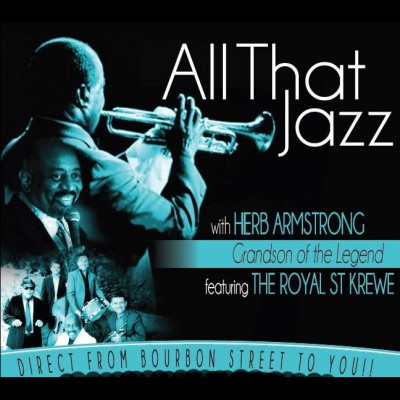 All That
Jazz
with HERB ARMSTRONG
Grandson of the Legend
featuring THE ROYAL ST KREWE
DIRECT FROM BOURBON STREET TO YOU!!